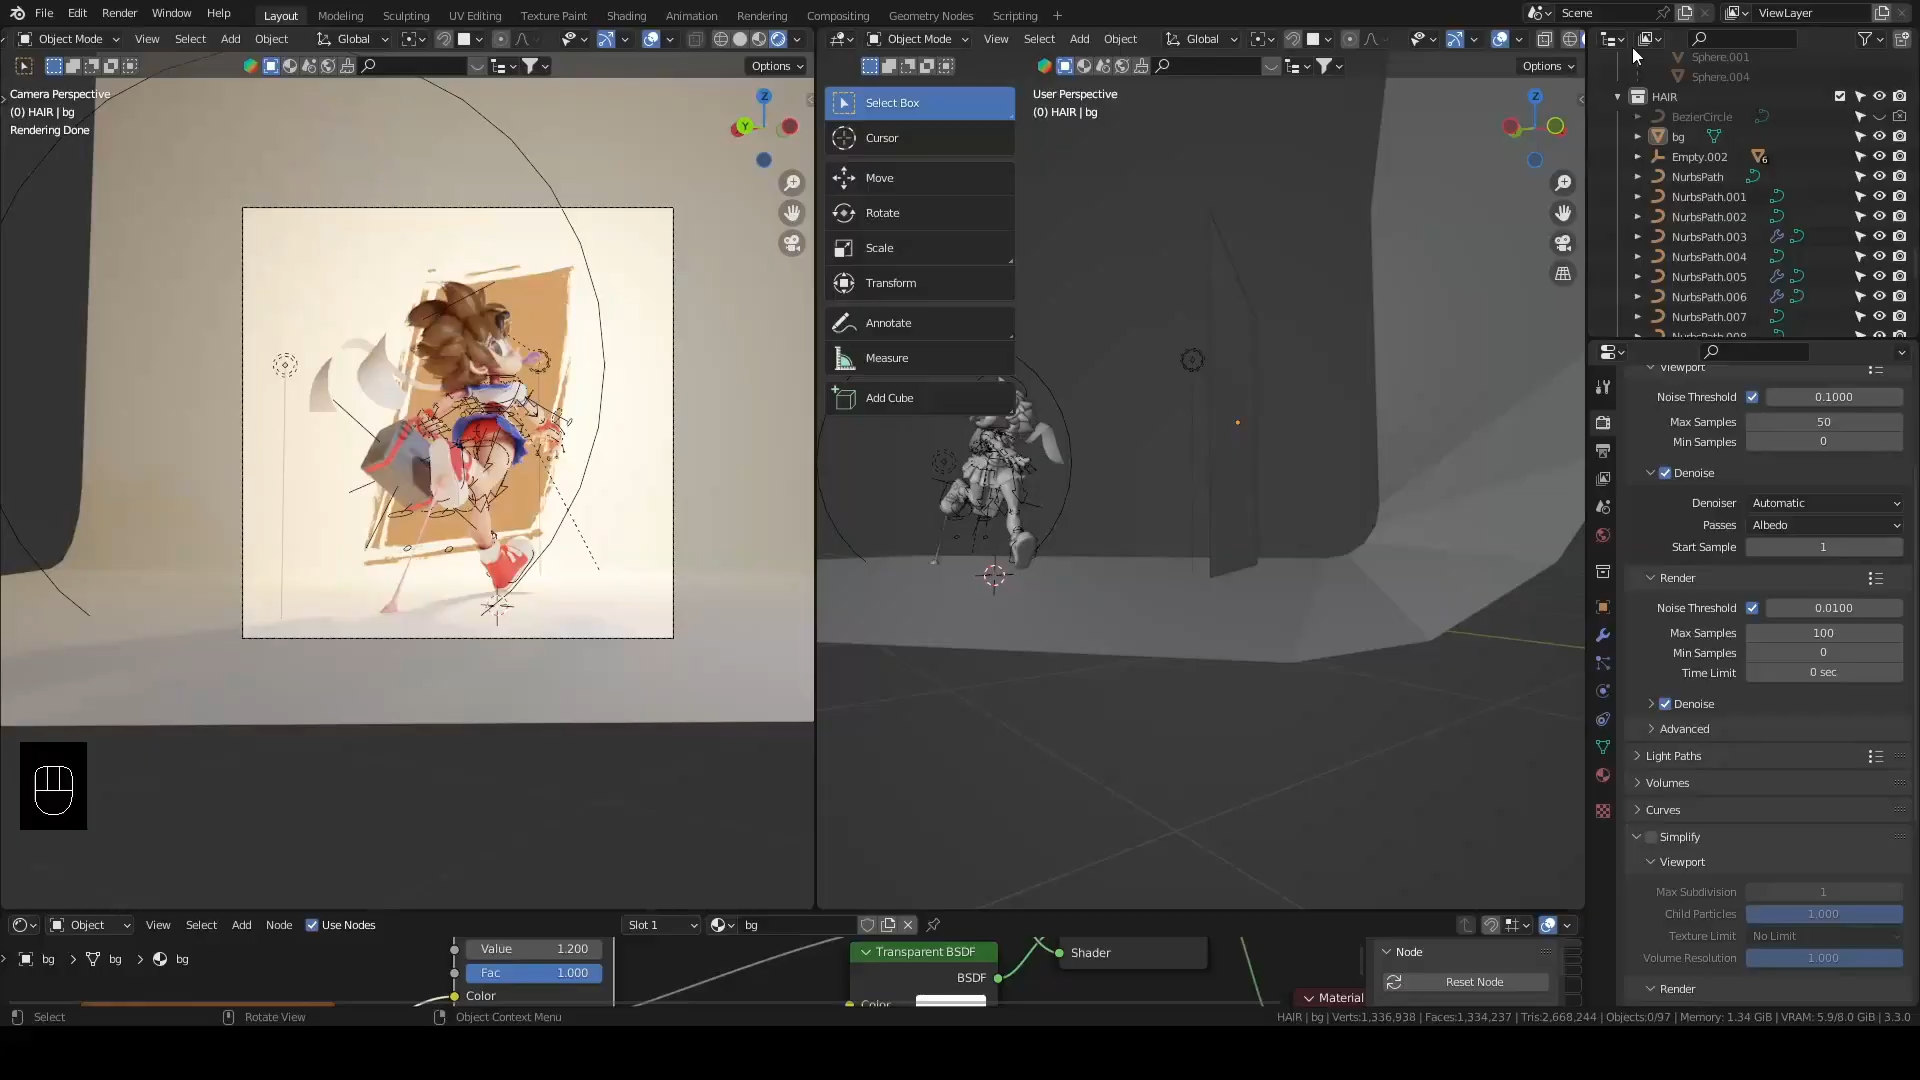 File Edit Render Window Help
Layout Modeling Sculpting UV Editing Texture Paint Shading Animation Rendering Compositing Geometry Nodes Scripting +
Scene
ViewLayer
Object Mode View Select Add Object Global
Object Mode View Select Add Object Global
Options
Options
Camera Perspective
(0) HAIR | bg
Rendering Done
Z
Y
User Perspective
(0) HAIR | bg
Z
Select Box
Cursor
Move
Rotate
Scale
Transform
Annotate
Measure
Add Cube
Sphere.001
Sphere.004
HAIR
BezierCircle
bg
Empty.002 6
NurbsPath
NurbsPath.001
NurbsPath.002
NurbsPath.003
NurbsPath.004
NurbsPath.005
NurbsPath.006
NurbsPath.007
NurbsPath.008
Viewport
Noise Threshold 0.1000
Max Samples 50
Min Samples 0
Denoise
Denoiser Automatic
Passes Albedo
Start Sample 1
Render
Noise Threshold 0.0100
Max Samples 100
Min Samples 0
Time Limit 0 sec
Denoise
Advanced
Light Paths
Volumes
Curves
Simplify
Viewport
Max Subdivision 1
Child Particles 1.000
Texture Limit No Limit
Volume Resolution 1.000
Render
Object View Select Add Node Use Nodes Slot 1 bg
bg bg bg
Value 1.200
Fac 1.000
Color
Transparent BSDF
BSDF
Color
Shader
Material
Node
Reset Node
Select Rotate View Object Context Menu
HAIR | bg | Verts:1,336,938 | Faces:1,334,237 | Tris:2,668,244 | Objects:0/97 | Memory: 1.34 GiB | VRAM: 5.9/8.0 GiB | 3.3.0